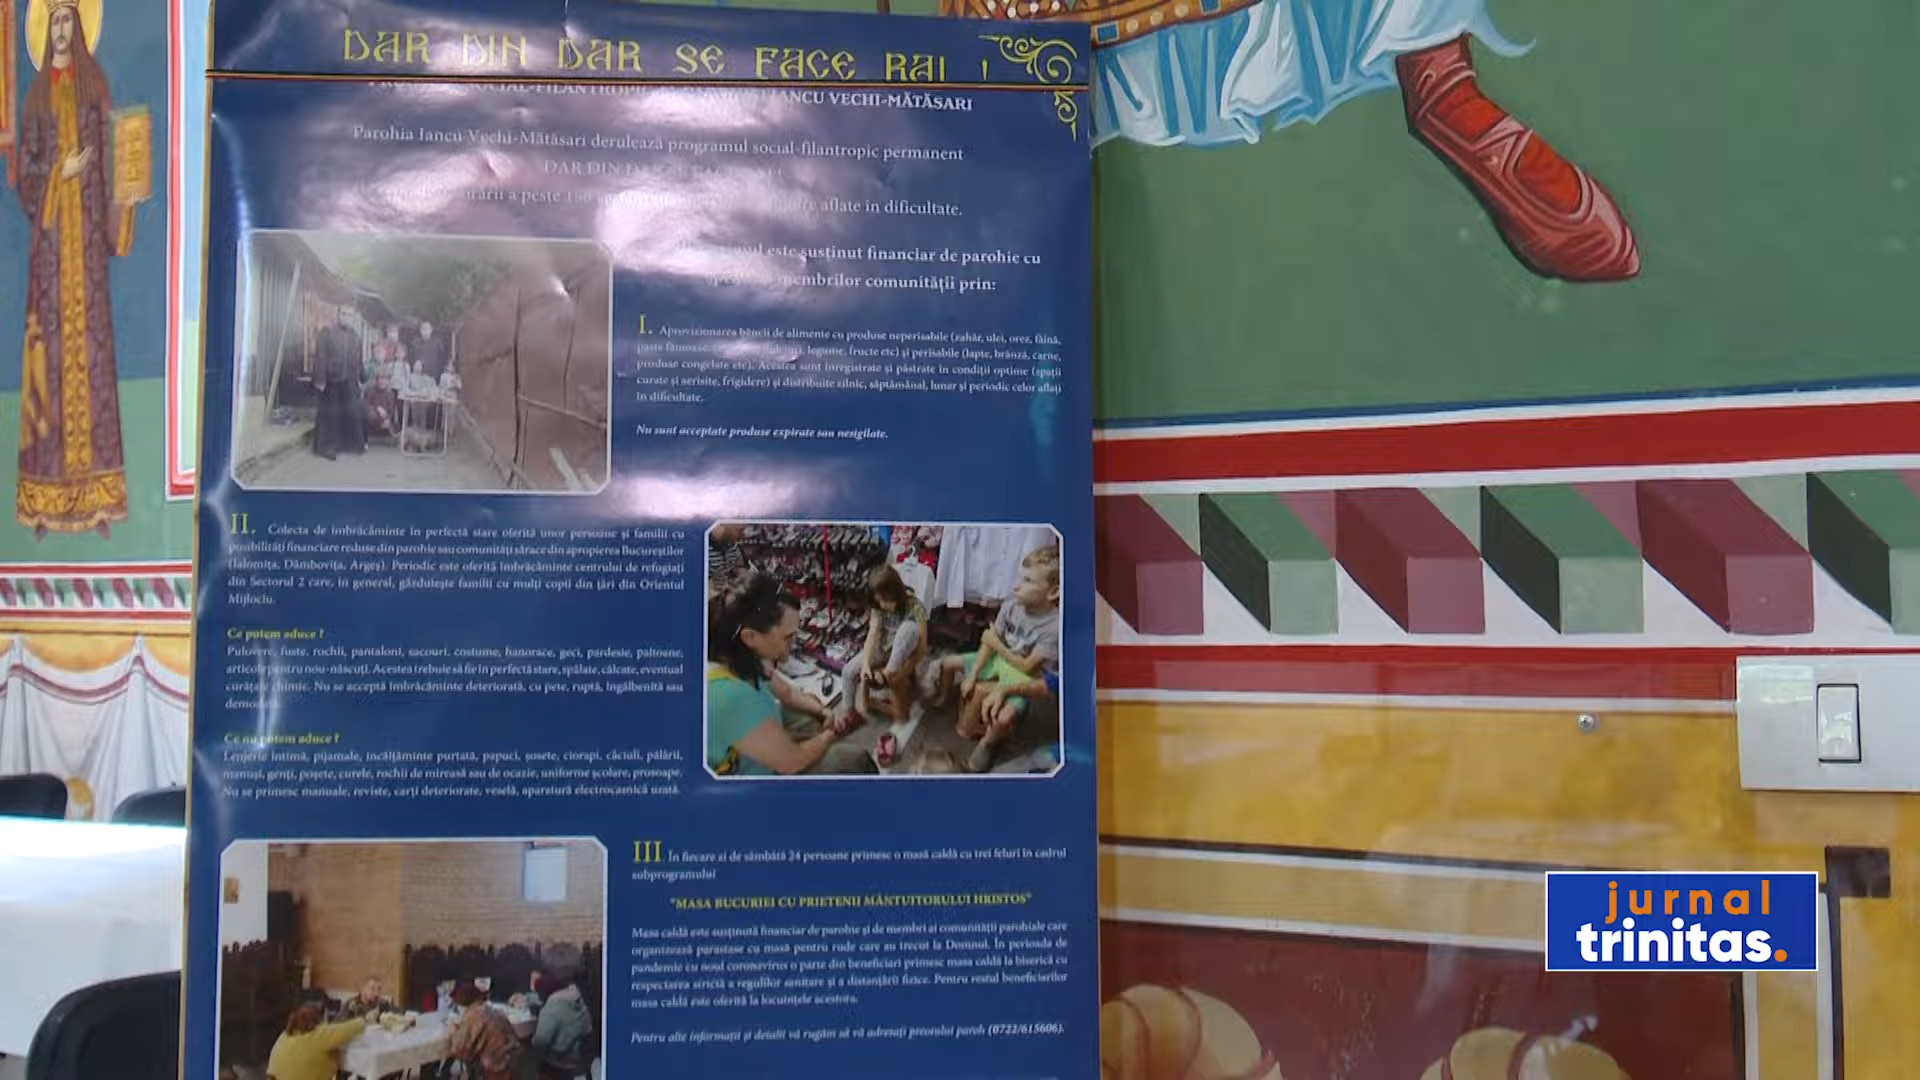 DAR DIN DAR SE FACE RAI !
IANCU VECHI-MĂTĂSARI
Parohia Iancu Vechi-Mătăsari derulează programul social-filantropic permanent
DAR DIN
a peste aflate în dificultate.
este susținut financiar de parohie cu
membrilor comunității prin:
I. Aprovizionarea băncii de alimente cu produse neperisabile (zahăr, ulei, orez, făină,
paste făinoase, legume, fructe etc) și perisabile (lapte, brânză, carne,
produse congelate etc). Acestea sunt înregistrate și păstrate în condiții optime (spații
curate și aerisite, frigidere) și distribuite zilnic, săptămânal, lunar și periodic celor aflați
în dificultate.
Nu sunt acceptate produse expirate sau nesigilate.
II. Colecta de îmbrăcăminte în perfectă stare oferită unor persoane și familii cu
posibilități financiare reduse din parohie sau comunități sărace din apropierea Bucureștilor
(Ialomița, Dâmbovița, Argeș). Periodic este oferită îmbrăcăminte centrului de refugiați
din Sectorul 2 care, în general, găzduiește familii cu mulți copii din țări din Orientul
Mijlociu.
Ce putem aduce ?
Pulovere, fuste, rochii, pantaloni, sacouri, costume, hanorace, geci, pardesie, paltoane,
articole pentru nou-născuți. Acestea trebuie să fie în perfectă stare, spălate, călcate, eventual
curățate chimic. Nu se acceptă îmbrăcăminte deteriorată, cu pete, ruptă, îngălbenită sau
Ce nu putem aduce ?
Lenjerie intimă, pijamale, încălțăminte purtată, papuci, șosete, ciorapi, căciuli, pălării,
mănuși, genți, poșete, curele, rochii de mireasă sau de ocazie, uniforme școlare, prosoape.
Nu se primesc manuale, reviste, cărți deteriorate, veselă, aparatură electrocasnică uzată.
III În fiecare zi de sâmbătă 24 persoane primesc o masă caldă cu trei feluri în cadrul
subprogramului
"MASA BUCURIEI CU PRIETENII MÂNTUITORULUI HRISTOS"
Masa caldă este susținută financiar de parohie și de membri ai comunității parohiale care
organizează parastase cu masă pentru rude care au trecut la Domnul. În perioada de
pandemie cu noul coronavirus o parte din beneficiari primesc masa caldă la biserică cu
respectarea strictă a regulilor sanitare și a distanțării fizice. Pentru restul beneficiarilor
masa caldă este oferită la locuințele acestora.
Pentru alte informații și detalii vă rugăm să vă adresați preotului paroh (0722/615606).
jurnal
trinitas.